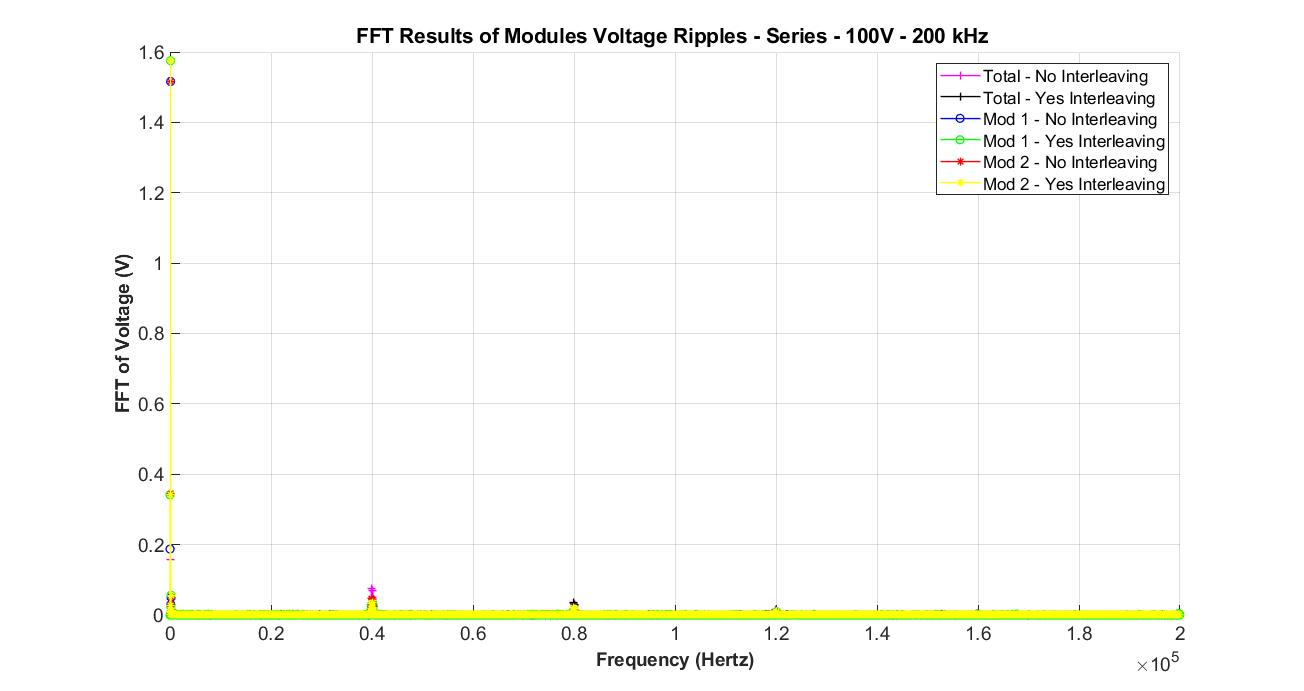 FFT Results of Modules Voltage Ripples - Series - 100V - 200 kHz
Total - No Interleaving
Total - Yes Interleaving
Mod 1 - No Interleaving
Mod 1 - Yes Interleaving
Mod 2 - No Interleaving
Mod 2 - Yes Interleaving
FFT of Voltage (V)
1.6
1.4
1.2
1
0.8
0.6
0.4
0.2
0
0 0.2 0.4 0.6 0.8 1 1.2 1.4 1.6 1.8 2
Frequency (Hertz)
×10⁵